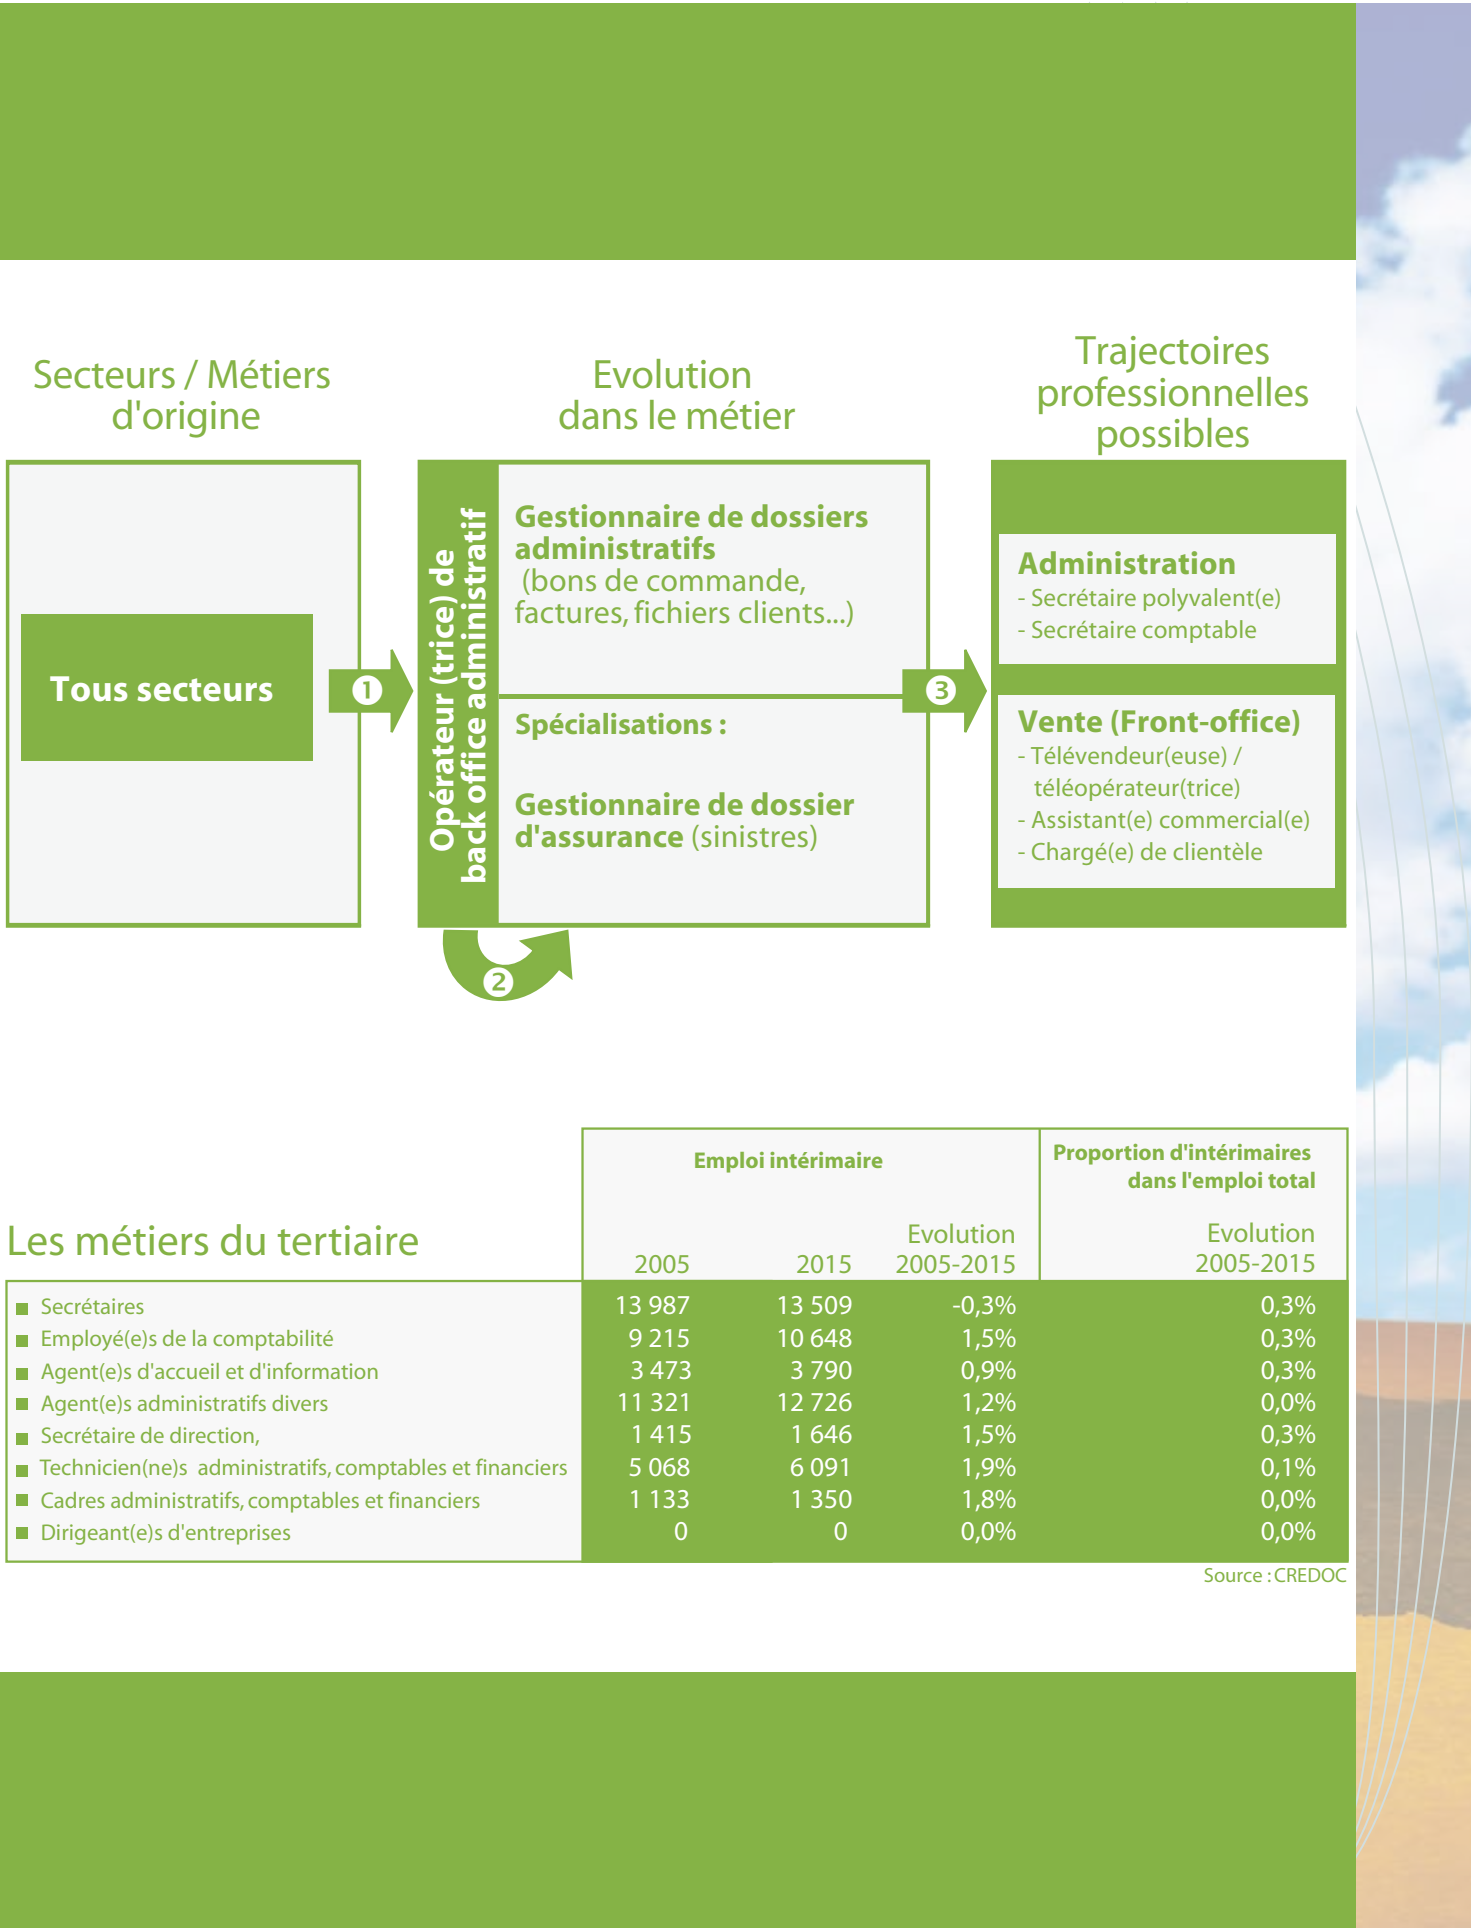 Secteurs / Métiers
d'origine
Evolution
dans le métier
Trajectoires
professionnelles
possibles
Tous secteurs
1
Opérateur (trice) de
back office administratif
Gestionnaire de dossiers
administratifs
(bons de commande,
factures, fichiers clients...)
Spécialisations :
Gestionnaire de dossier
d'assurance (sinistres)
2
3
Administration
- Secrétaire polyvalent(e)
- Secrétaire comptable
Vente (Front-office)
- Télévendeur(euse) /
téléopérateur(trice)
- Assistant(e) commercial(e)
- Chargé(e) de clientèle
Les métiers du tertiaire
Emploi intérimaire
Proportion d'intérimaires
dans l'emploi total
2005 2015 Evolution 2005-2015
Evolution
2005-2015
Secrétaires 13 987 13 509 -0,3% 0,3%
Employé(e)s de la comptabilité 9 215 10 648 1,5% 0,3%
Agent(e)s d'accueil et d'information 3 473 3 790 0,9% 0,3%
Agent(e)s administratifs divers 11 321 12 726 1,2% 0,0%
Secrétaire de direction, 1 415 1 646 1,5% 0,3%
Technicien(ne)s administratifs, comptables et financiers 5 068 6 091 1,9% 0,1%
Cadres administratifs, comptables et financiers 1 133 1 350 1,8% 0,0%
Dirigeant(e)s d'entreprises 0 0 0,0% 0,0%
Source : CREDOC